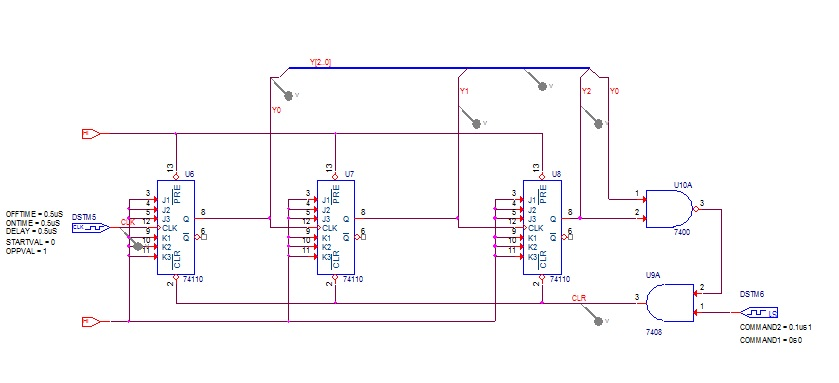 Y[2..0]
Y0
Y1
Y2
Y0
V
V
V
V
HI
13
13
13
U6
U7
U8
U10A
3
4
5
12
9
10
11
J1
J2
J3
CLK
K1
K2
K3
PRE
CLR
Q
Q
8
6
2
74110
3
4
5
12
9
10
11
J1
J2
J3
CLK
K1
K2
K3
PRE
CLR
Q
Q
8
6
2
74110
3
4
5
12
9
10
11
J1
J2
J3
CLK
K1
K2
K3
PRE
CLR
Q
Q
8
6
2
74110
1
2
3
7400
OFFTIME = 0.5uS
ONTIME = 0.5uS
DELAY = 0.5uS
STARTVAL = 0
OPPVAL = 1
DSTM5
CLK
CLK
V
HI
U9A
3
2
1
7408
CLR
V
DSTM6
COMMAND2 = 0.1us 1
COMMAND1 = 0s 0